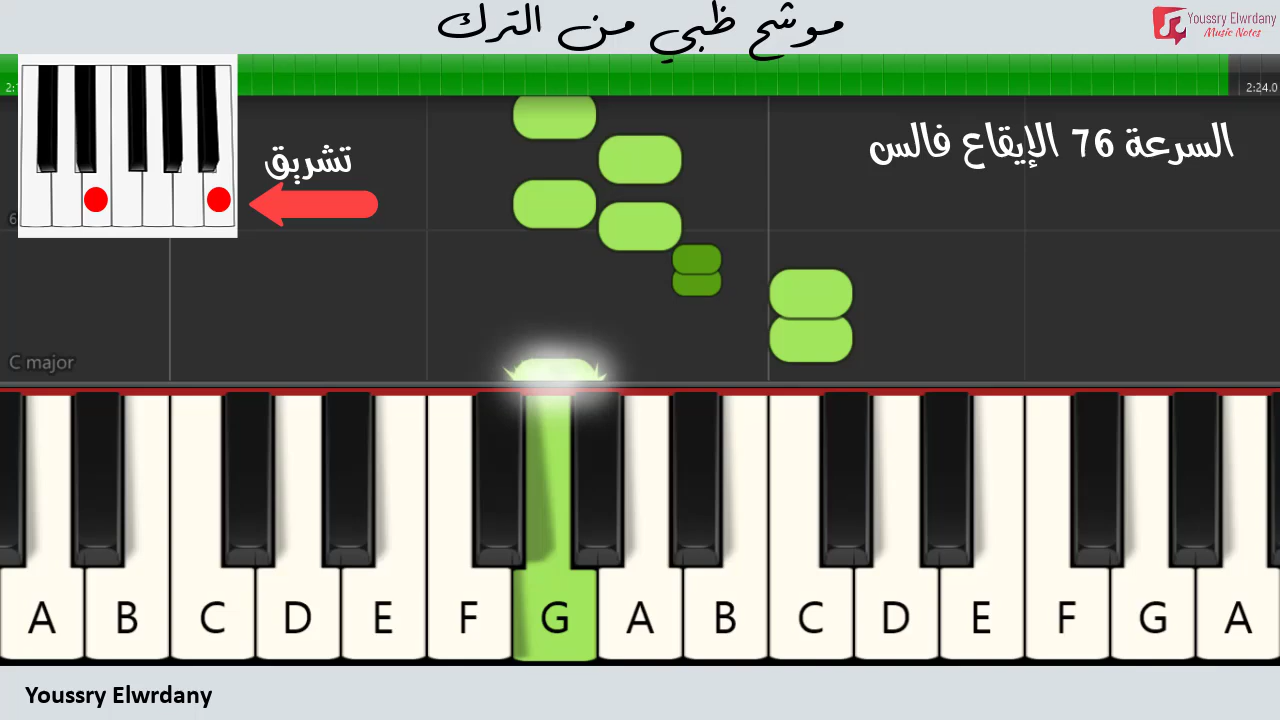 موشح ظبي من الترك
Youssry Elwrdany
Music Notes
2:24.0
السرعة 76 الإيقاع فالس
تشريق
6
C major
A B C D E F G A B C D E F G A
Youssry Elwrdany